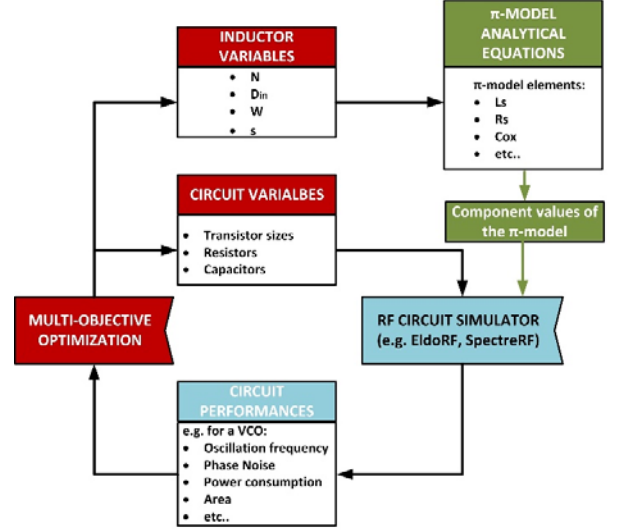 INDUCTOR
VARIABLES
• N
• Din
• W
• s
π-MODEL
ANALYTICAL
EQUATIONS
π-model elements:
• Ls
• Rs
• Cox
• etc..
CIRCUIT VARIALBES
• Transistor sizes
• Resistors
• Capacitors
Component values of
the π-model
MULTI-OBJECTIVE
OPTIMIZATION
RF CIRCUIT SIMULATOR
(e.g. EldoRF, SpectreRF)
CIRCUIT
PERFORMANCES
e.g. for a VCO:
• Oscillation frequency
• Phase Noise
• Power consumption
• Area
• etc..